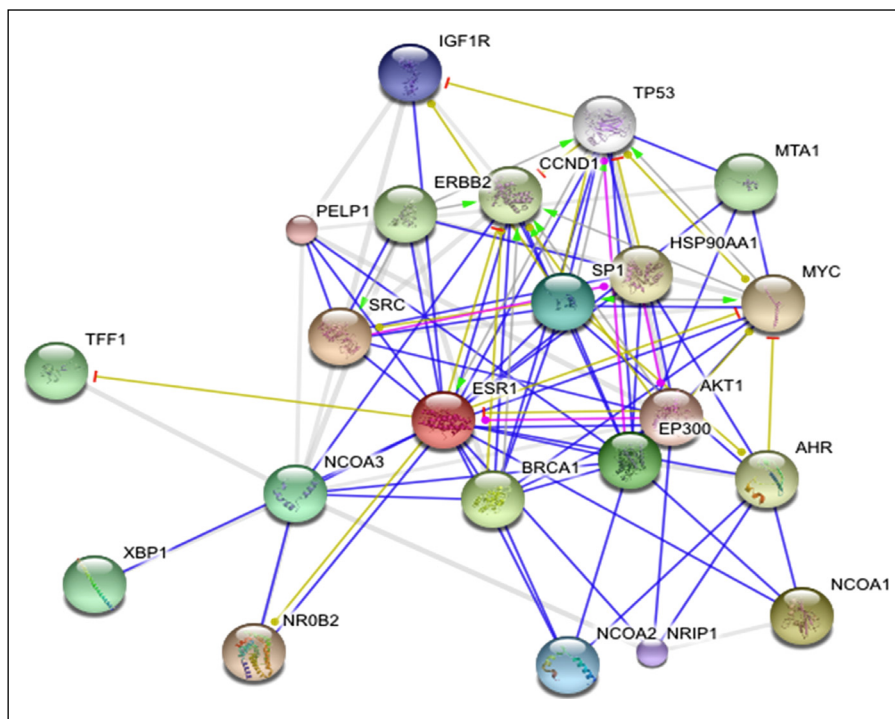 IGF1R
TP53
CCND1
MTA1
ERBB2
PELP1
HSP90AA1
SP1
MYC
SRC
TFF1
ESR1
AKT1
EP300
NCOA3
BRCA1
AHR
XBP1
NCOA1
NR0B2
NCOA2
NRIP1